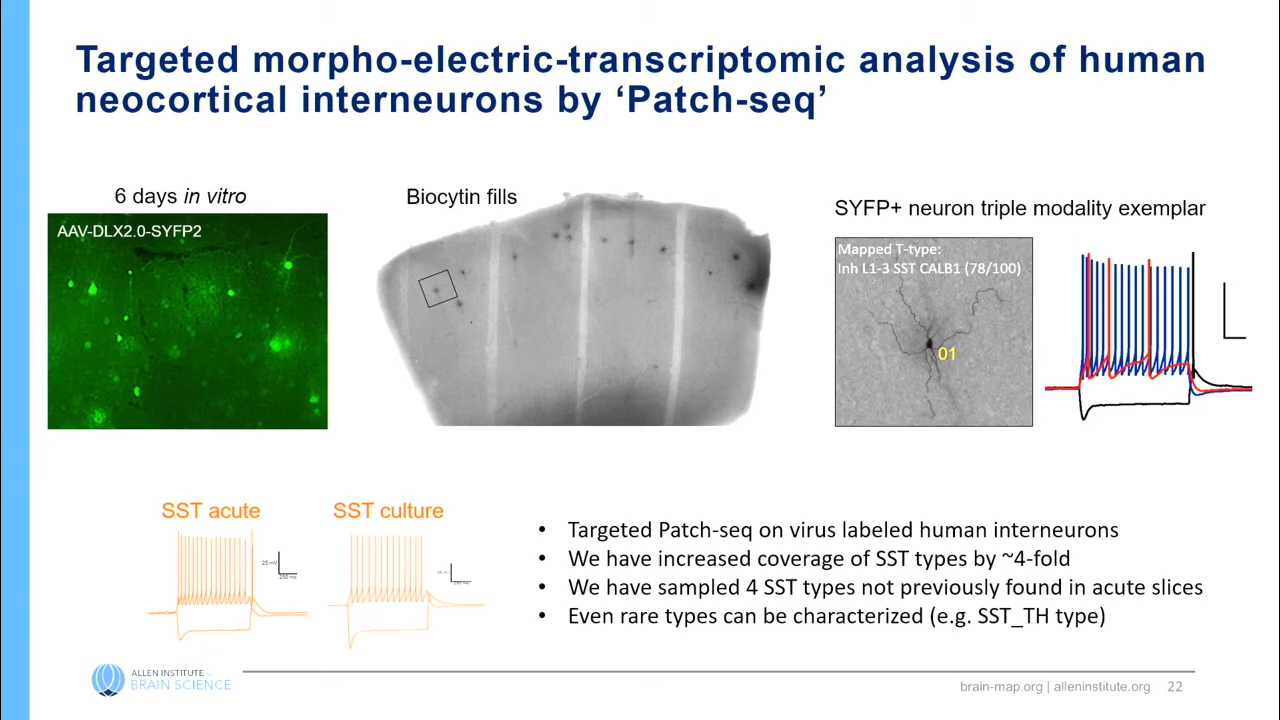 Targeted morpho-electric-transcriptomic analysis of human
neocortical interneurons by ‘Patch-seq’
6 days in vitro
AAV-DLX2.0-SYFP2
Biocytin fills
SYFP+ neuron triple modality exemplar
Mapped T-type:
Inh L1-3 SST CALB1 (78/100)
01
SST acute
25 mV
250 ms
SST culture
• Targeted Patch-seq on virus labeled human interneurons
• We have increased coverage of SST types by ~4-fold
• We have sampled 4 SST types not previously found in acute slices
• Even rare types can be characterized (e.g. SST_TH type)
ALLEN INSTITUTE
BRAIN SCIENCE
brain-map.org | alleninstitute.org 22